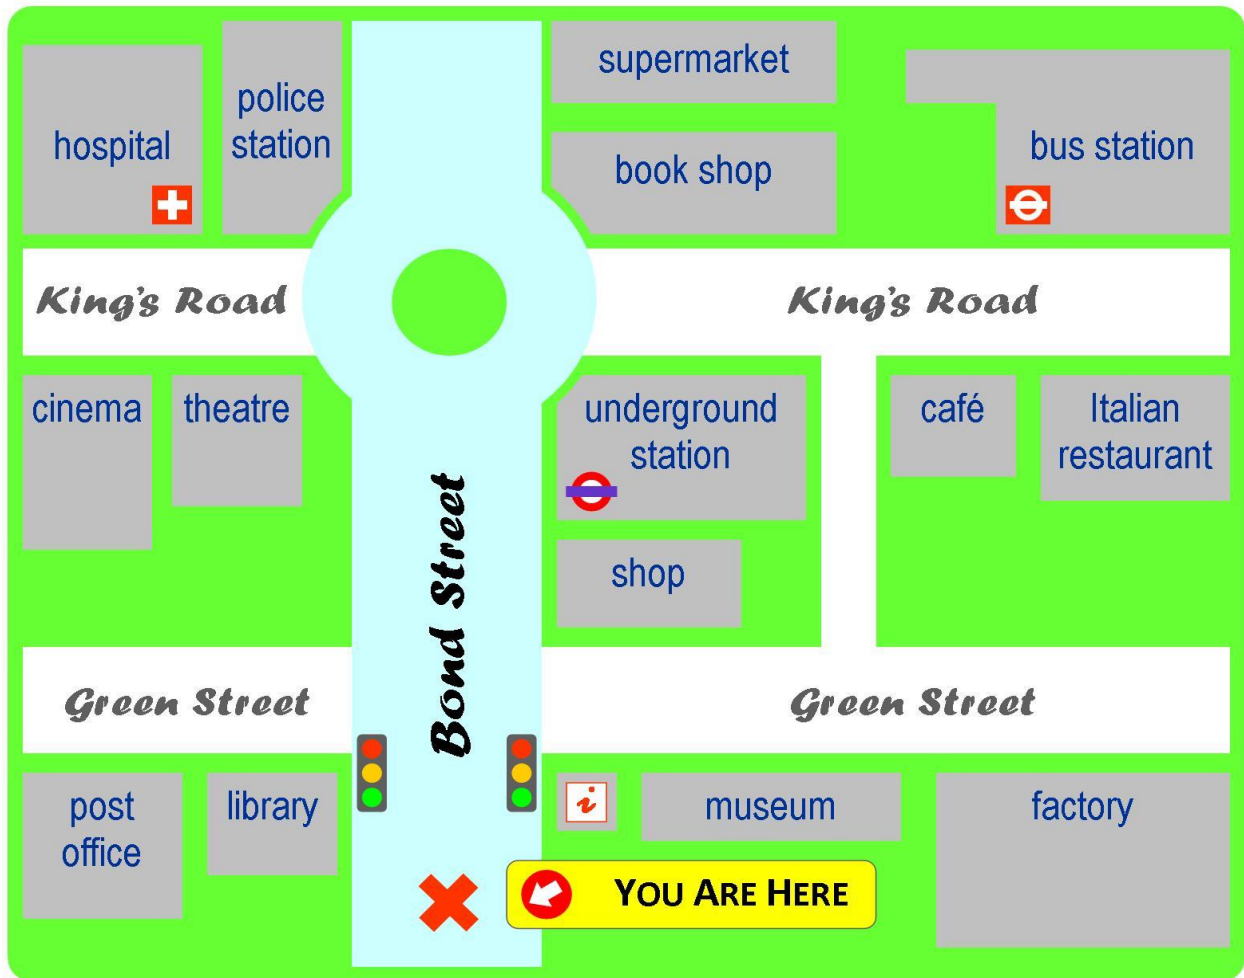 supermarket
police
station
hospital
book shop
bus station
King's Road
King's Road
cinema
theatre
underground
station
café
Italian
restaurant
shop
Bond Street
Green Street
Green Street
post
office
library
i
museum
factory
YOU ARE HERE